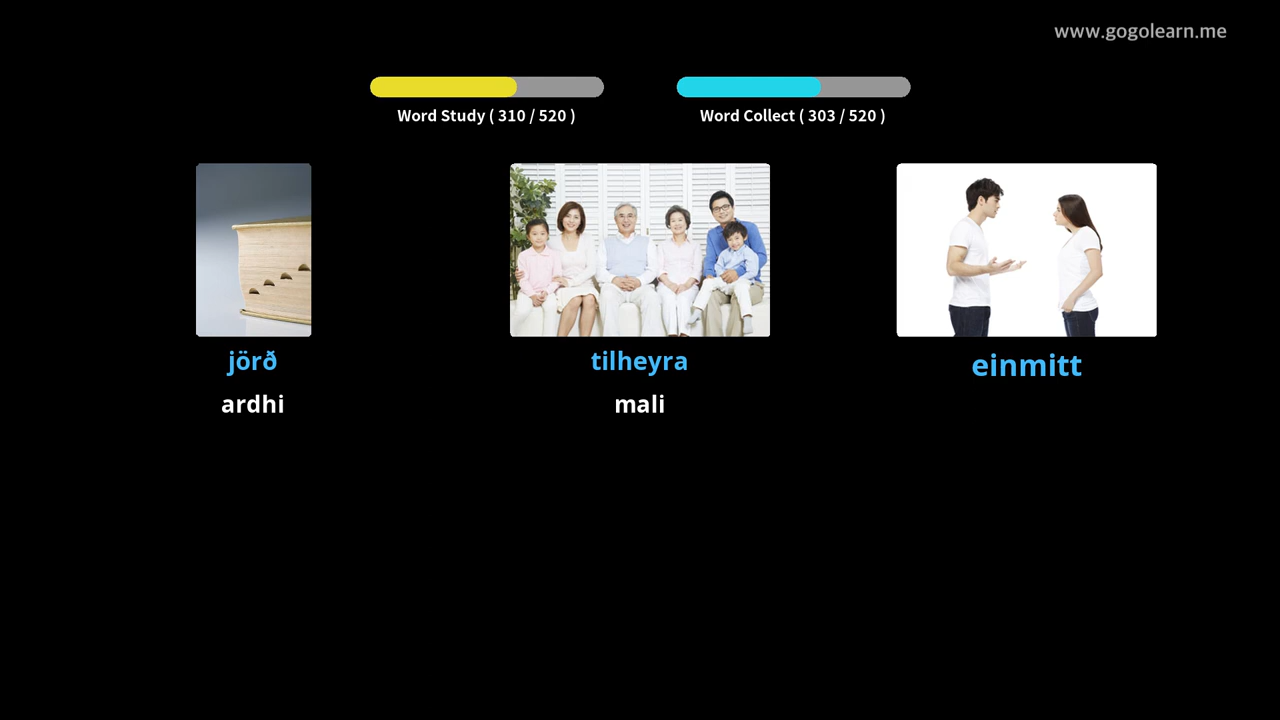 www.gogolearn.me
Word Study ( 310 / 520 )
Word Collect ( 303 / 520 )
jörð
tilheyra
einmitt
ardhi
mali